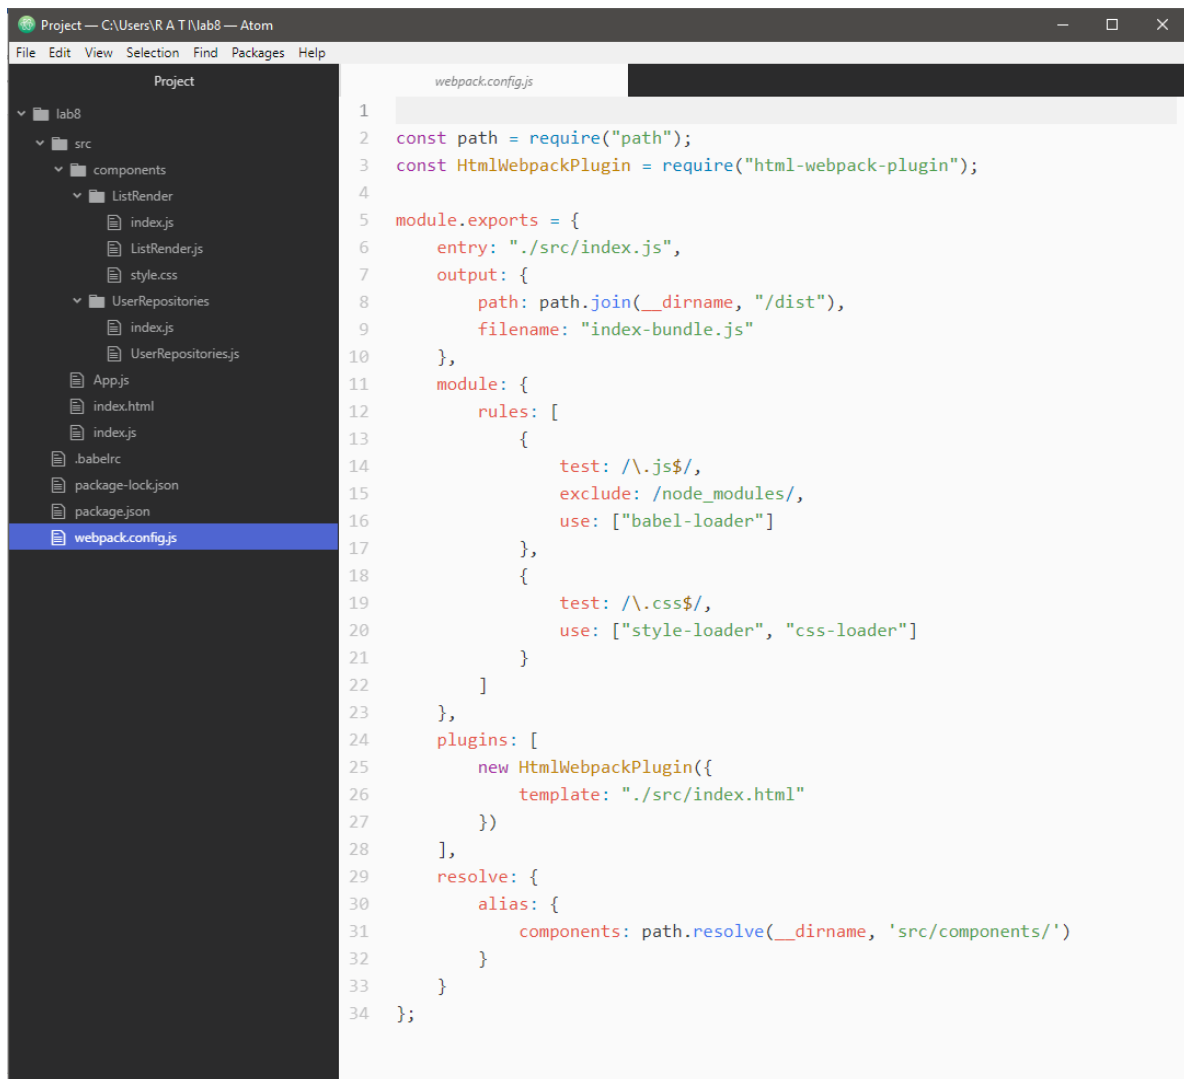 Project — C:\Users\R A T I\lab8 — Atom
File Edit View Selection Find Packages Help
Project
lab8
src
components
ListRender
index.js
ListRender.js
style.css
UserRepositories
index.js
UserRepositories.js
App.js
index.html
index.js
.babelrc
package-lock.json
package.json
webpack.config.js
webpack.config.js
1
2 const path = require("path");
3 const HtmlWebpackPlugin = require("html-webpack-plugin");
4
5 module.exports = {
6     entry: "./src/index.js",
7     output: {
8         path: path.join(__dirname, "/dist"),
9         filename: "index-bundle.js"
10     },
11     module: {
12         rules: [
13             {
14                 test: /\.js$/,
15                 exclude: /node_modules/,
16                 use: ["babel-loader"]
17             },
18             {
19                 test: /\.css$/,
20                 use: ["style-loader", "css-loader"]
21             }
22         ]
23     },
24     plugins: [
25         new HtmlWebpackPlugin({
26             template: "./src/index.html"
27         })
28     ],
29     resolve: {
30         alias: {
31             components: path.resolve(__dirname, 'src/components/')
32         }
33     }
34 };